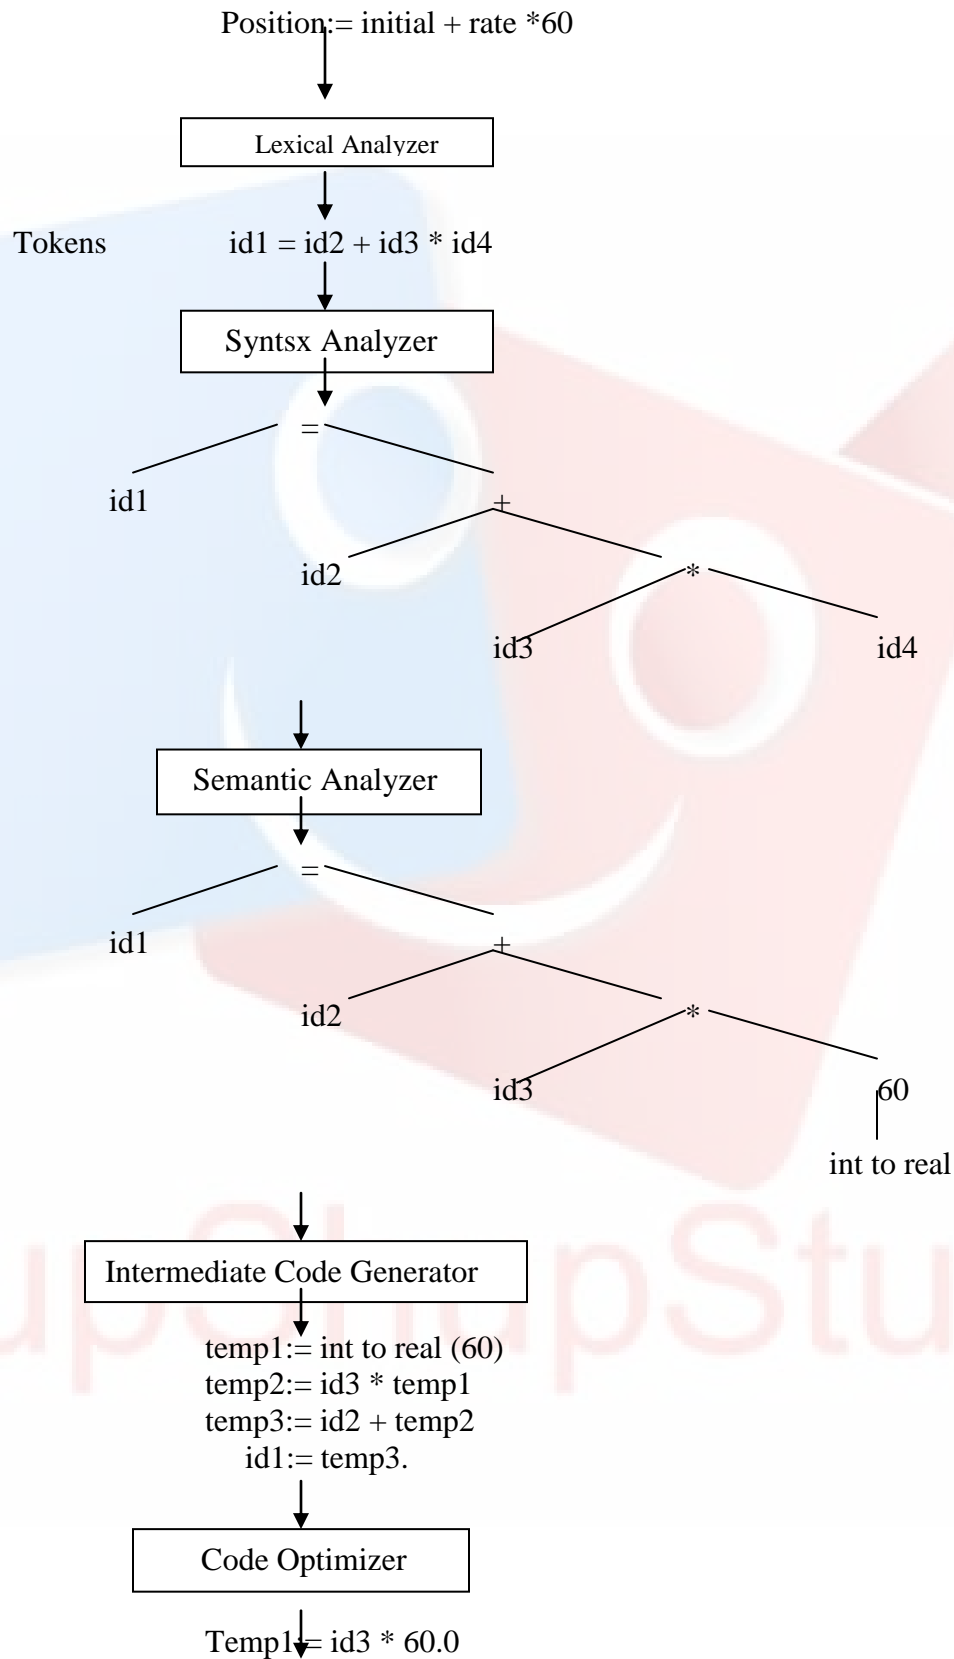 Position:= initial + rate *60
Lexical Analyzer
Tokens id1 = id2 + id3 * id4
Syntsx Analyzer
=
id1
+
id2
*
id3 id4
Semantic Analyzer
=
id1
+
id2
*
id3 60
int to real
upShupStu
Intermediate Code Generator
temp1:= int to real (60)
temp2:= id3 * temp1
temp3:= id2 + temp2
id1:= temp3.
Code Optimizer
Temp1:= id3 * 60.0